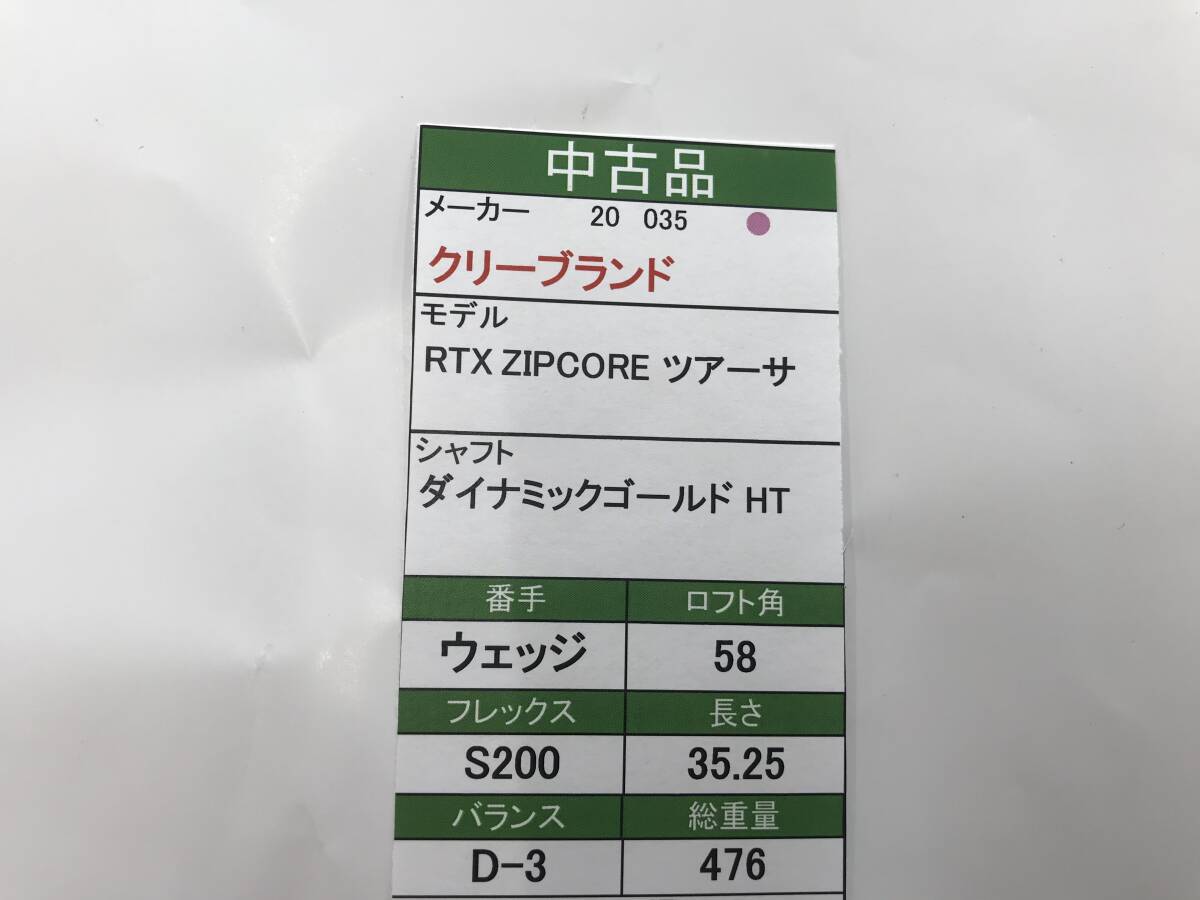 中古品
メーカー 20 035
クリーブランド
モデル
RTX ZIPCORE ツアーサ
シャフト
ダイナミックゴールド HT
番手 ロフト角
ウェッジ 58
フレックス 長さ
S200 35.25
バランス 総重量
D-3 476